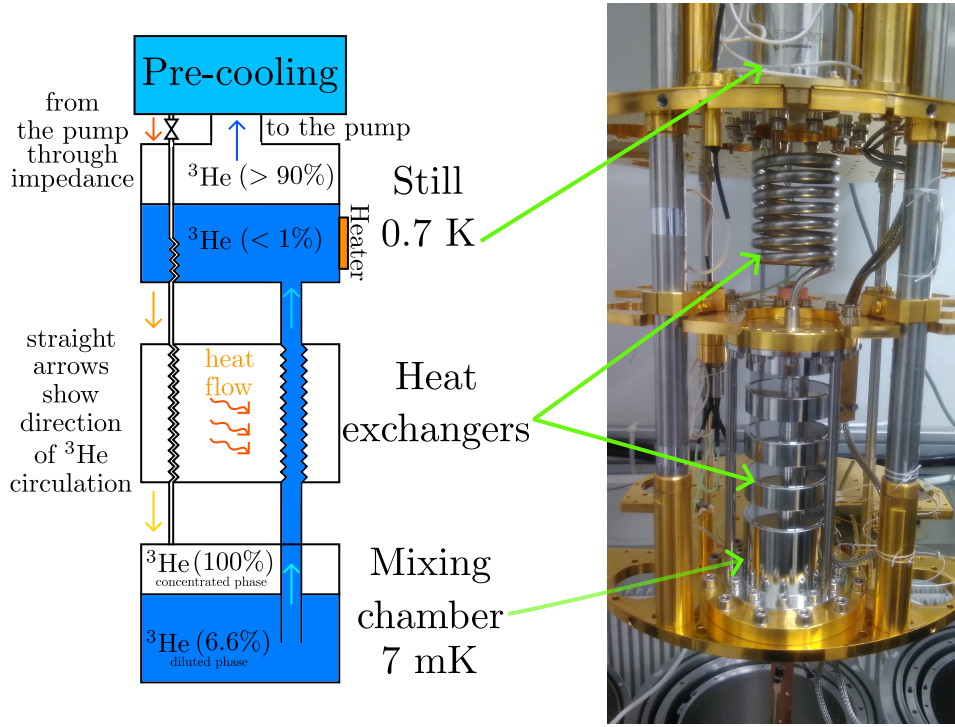 Pre-cooling
from
the pump
through
impedance
to the pump
³He (> 90%)
Still
0.7 K
³He (< 1%)
Heater
straight
arrows
show
direction
of ³He
circulation
heat
flow
Heat
exchangers
³He (100%)
concentrated phase
Mixing
chamber
7 mK
³He (6.6%)
diluted phase